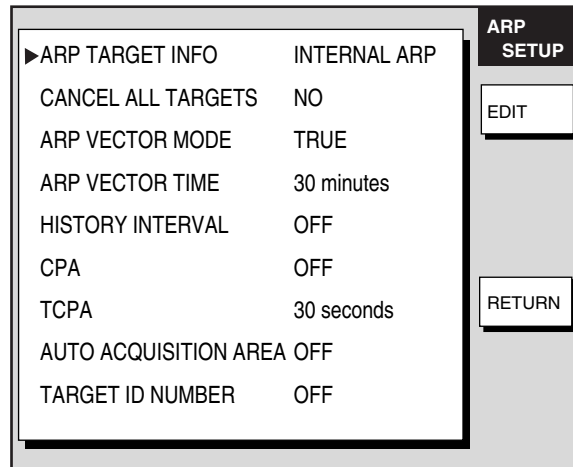 ARP
SETUP
▶ARP TARGET INFO INTERNAL ARP
CANCEL ALL TARGETS NO
ARP VECTOR MODE TRUE
ARP VECTOR TIME 30 minutes
HISTORY INTERVAL OFF
CPA OFF
TCPA 30 seconds
AUTO ACQUISITION AREA OFF
TARGET ID NUMBER OFF
EDIT
RETURN